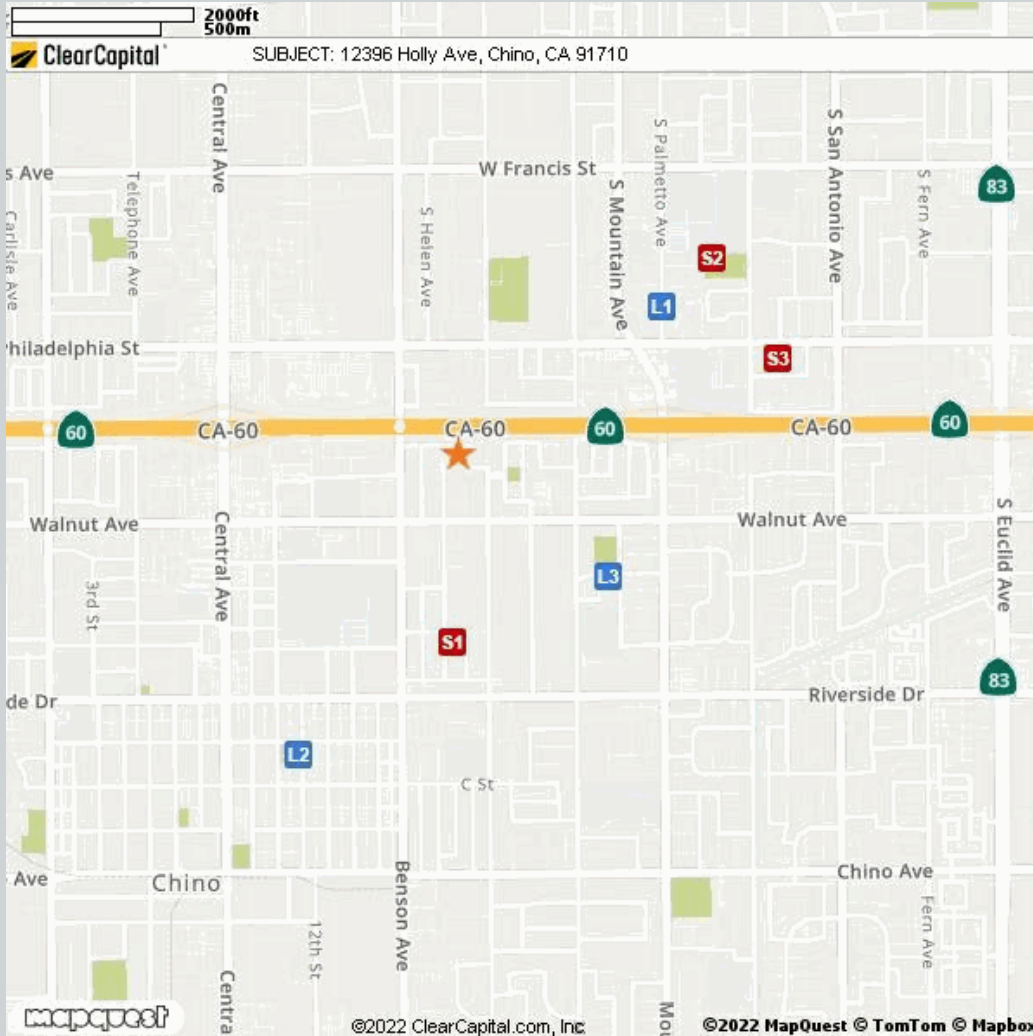 2000ft
500m
ClearCapital
SUBJECT: 12396 Holly Ave, Chino, CA 91710
Central Ave
S Palmetto Ave
S San Antonio Ave
W Francis St
s Ave
Telephone Ave
S Mountain Ave
S Fern Ave
83
Carlisle Ave
S Helen Ave
S2
L1
Philadelphia St
S3
60
CA-60
CA-60
60
CA-60
60
Walnut Ave
Central Ave
Walnut Ave
S Euclid Ave
3rd St
L3
S1
83
de Dr
Riverside Dr
L2
C St
Ave
Chino
Benson Ave
Chino Ave
12th St
Fern Ave
Centra
Mou
mapquest
©2022 ClearCapital.com, Inc
©2022 MapQuest © TomTom © Mapbo